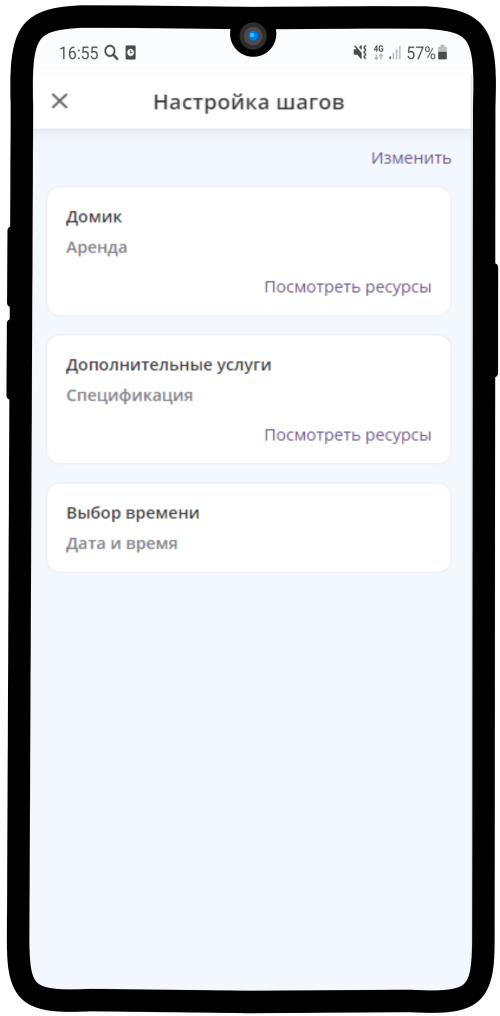 16:55 4G 57%
Настройка шагов
Изменить
Домик
Аренда
Посмотреть ресурсы
Дополнительные услуги
Спецификация
Посмотреть ресурсы
Выбор времени
Дата и время